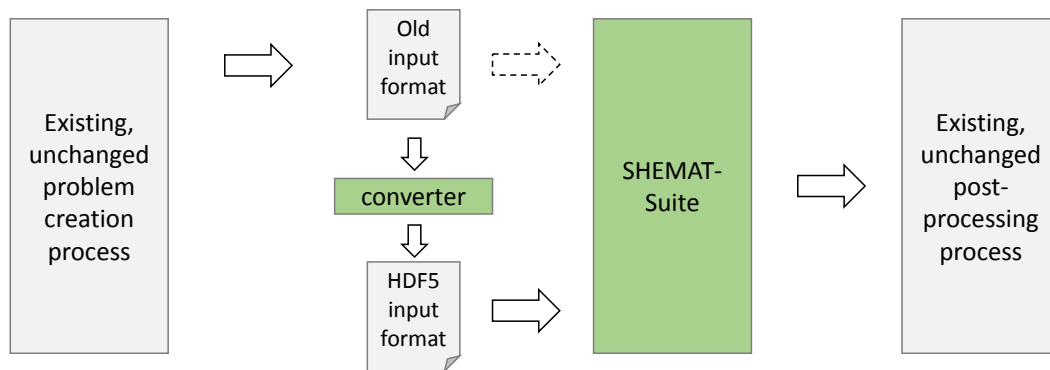 Existing,
unchanged
problem
creation
process
Old
input
format
converter
HDF5
input
format
SHEMAT-
Suite
Existing,
unchanged
post-
processing
process